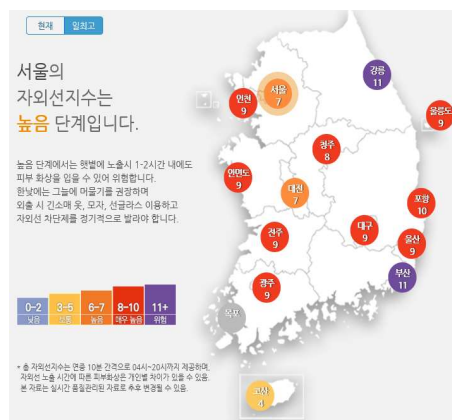 현재 일최고
서울의
자외선지수는
높음 단계입니다.
높음 단계에서는 햇볕에 노출시 1-2시간 내에도
피부 화상을 입을 수 있어 위험합니다.
한낮에는 그늘에 머물기를 권장하며
외출 시 긴소매 옷, 모자, 선글라스 이용하고
자외선 차단제를 정기적으로 발라야 합니다.
0-2 3-5 6-7 8-10 11+
낮음 보통 높음 매우 높음 위험
* 총 자외선지수는 연중 10분 간격으로 04시~20시까지 제공하며,
자외선 노출 시간에 따른 피부화상은 개인별 차이가 있을 수 있음.
본 자료는 실시간 품질관리된 자료로 추후 변경될 수 있음.
강릉
11
서울
7
인천
9
울릉도
9
청주
8
안면도
9
대전
7
포항
10
전주
9
대구
9
울산
9
부산
11
광주
9
목포
고산
4